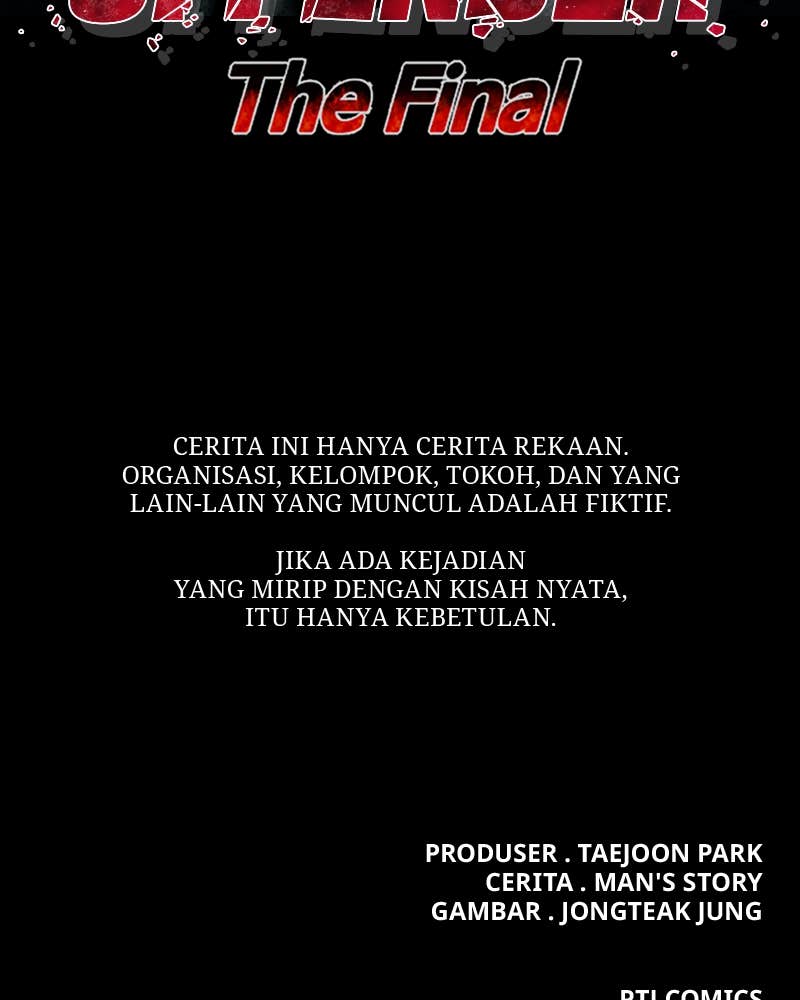 The Final
CERITA INI HANYA CERITA REKAAN.
ORGANISASI, KELOMPOK, TOKOH, DAN YANG
LAIN-LAIN YANG MUNCUL ADALAH FIKTIF.
JIKA ADA KEJADIAN
YANG MIRIP DENGAN KISAH NYATA,
ITU HANYA KEBETULAN.
PRODUSER . TAEJOON PARK
CERITA . MAN'S STORY
GAMBAR . JONGTEAK JUNG
COMICS